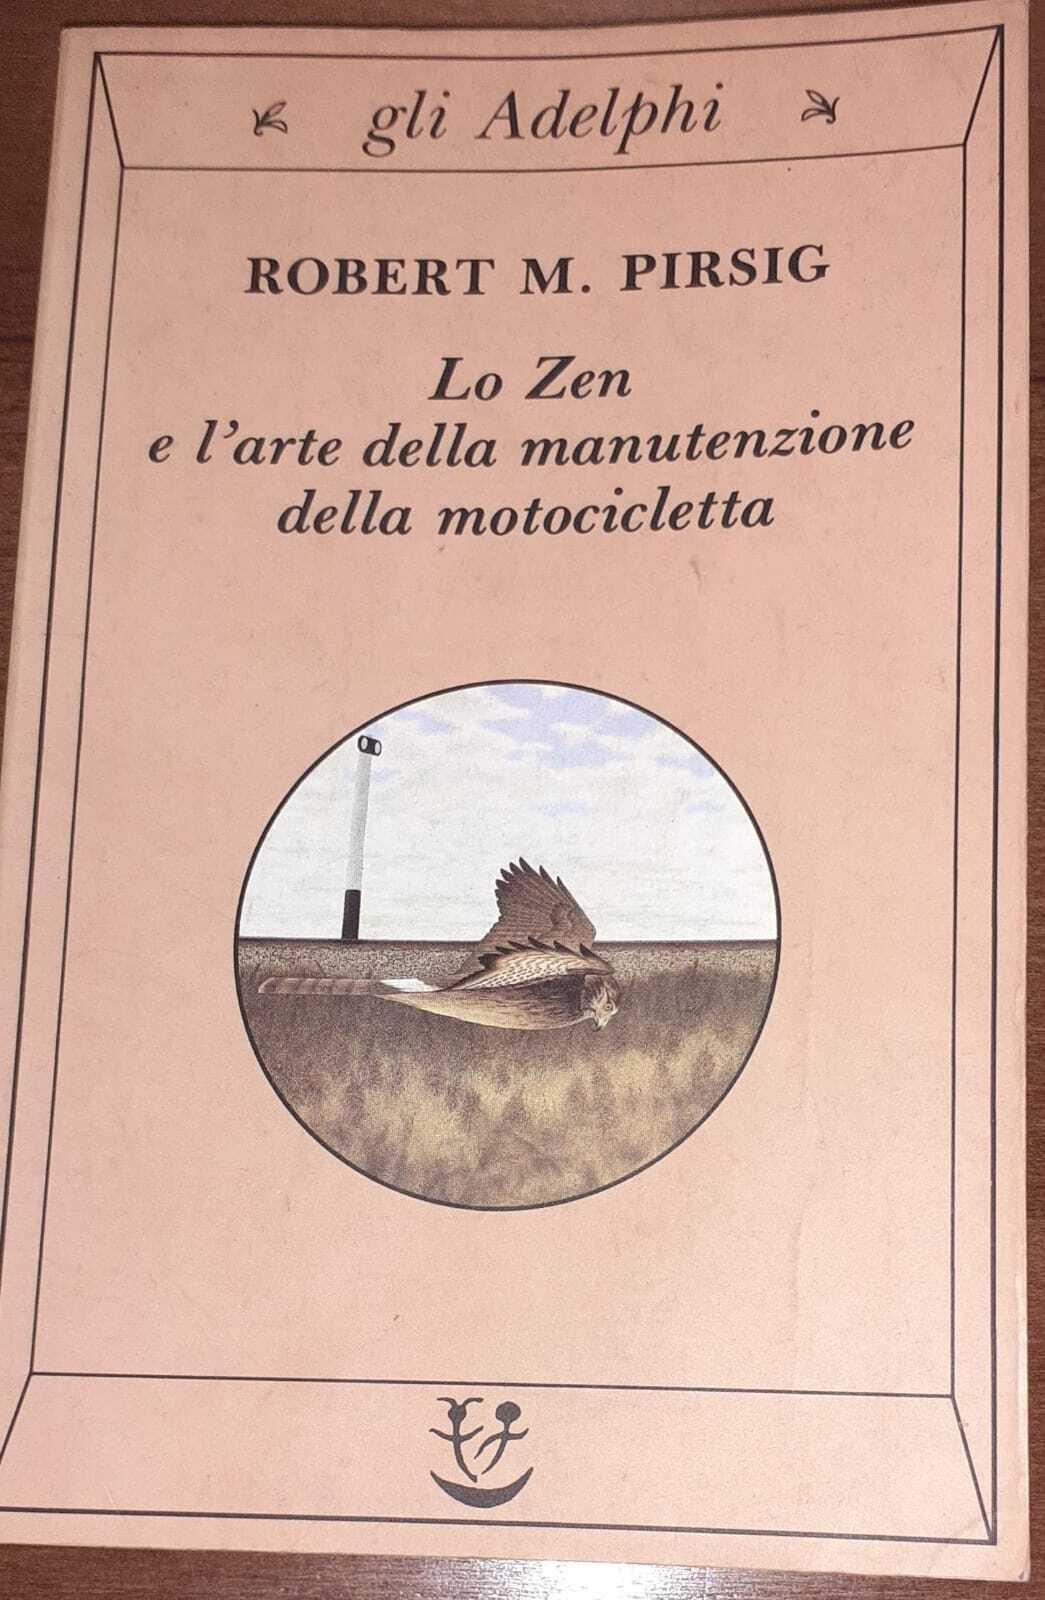 gli Adelphi
ROBERT M. PIRSIG
Lo Zen
e l'arte della manutenzione
della motocicletta